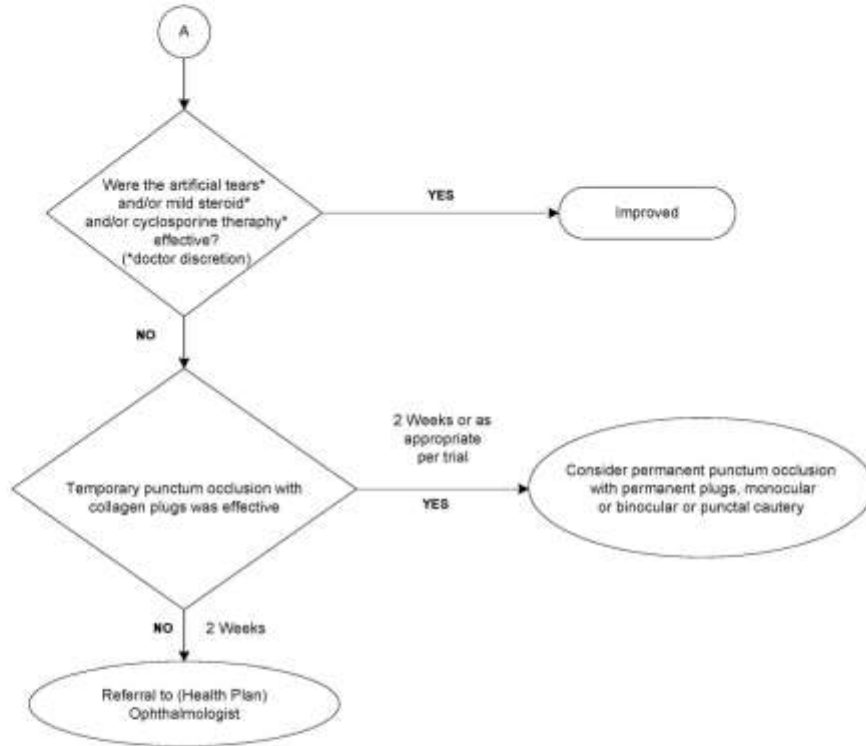 A
Were the artificial tears*
and/or mild steroid*
and/or cyclosporine theraphy*
effective?
(*doctor discretion)
YES
Improved
NO
2 Weeks or as
appropriate
per trial
Temporary punctum occlusion with
collagen plugs was effective
YES
Consider permanent punctum occlusion
with permanent plugs, monocular
or binocular or punctal cautery
NO
2 Weeks
Referral to (Health Plan)
Ophthalmologist